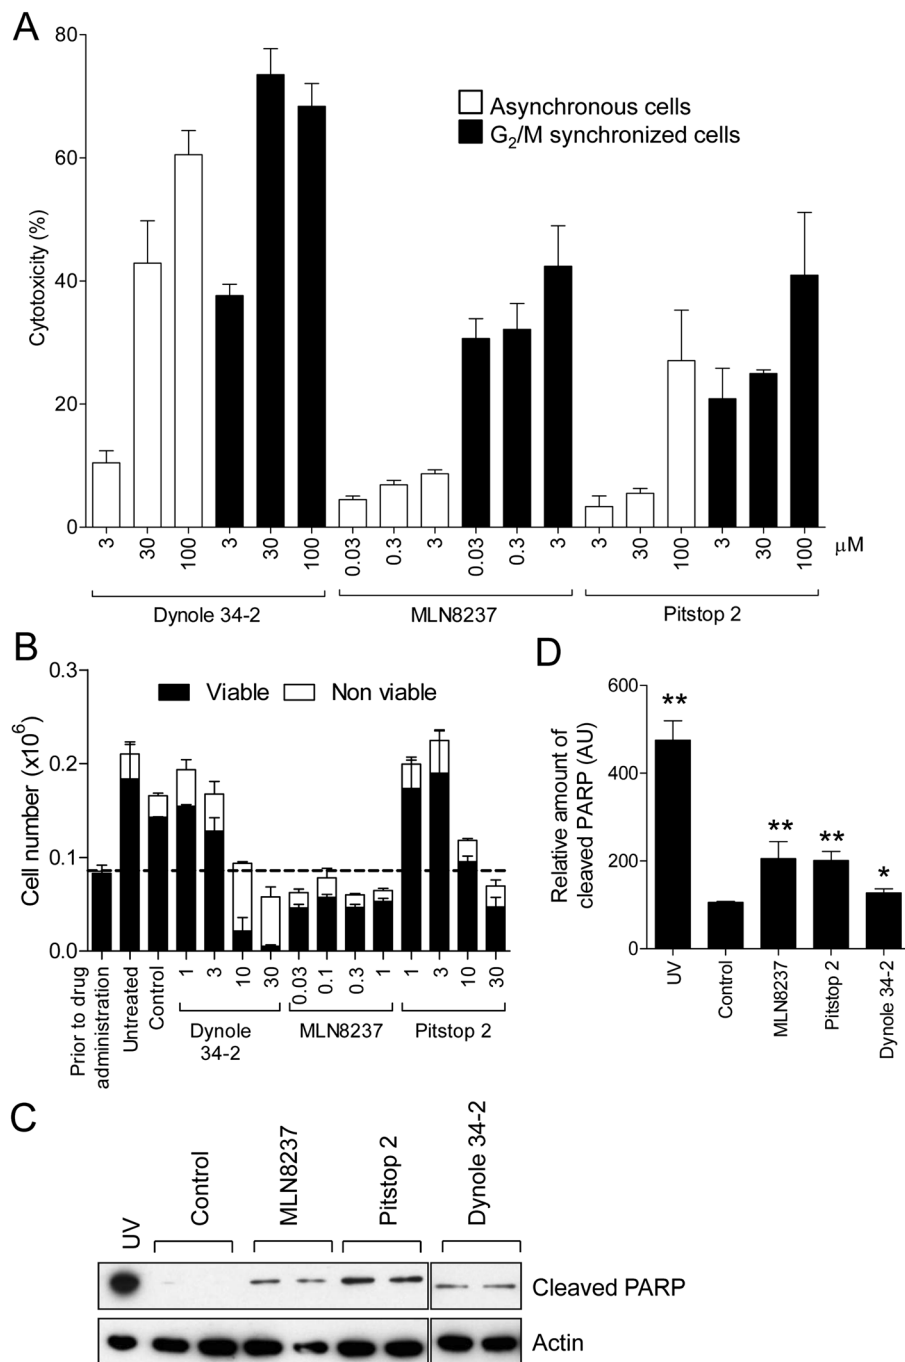 A
80
60
40
20
0
Cytotoxicity (%)
Asynchronous cells
G2/M synchronized cells
3 30 100 3 30 100 0.03 0.3 3 0.03 0.3 3 3 30 100 3 30 100 μM
Dynole 34-2 MLN8237 Pitstop 2
B
0.3
0.2
0.1
0.0
Cell number (x10^6)
Viable Non viable
Prior to drug
administration
Untreated
Control
1 3 10 30 0.03 0.1 0.3 1 1 3 10 30
Dynole
34-2
MLN8237
Pitstop 2
D
600
400
200
0
Relative amount of
cleaved PARP (AU)
** ** ** *
UV Control MLN8237 Pitstop 2 Dynole 34-2
C
UV Control MLN8237 Pitstop 2 Dynole 34-2
Cleaved PARP
Actin